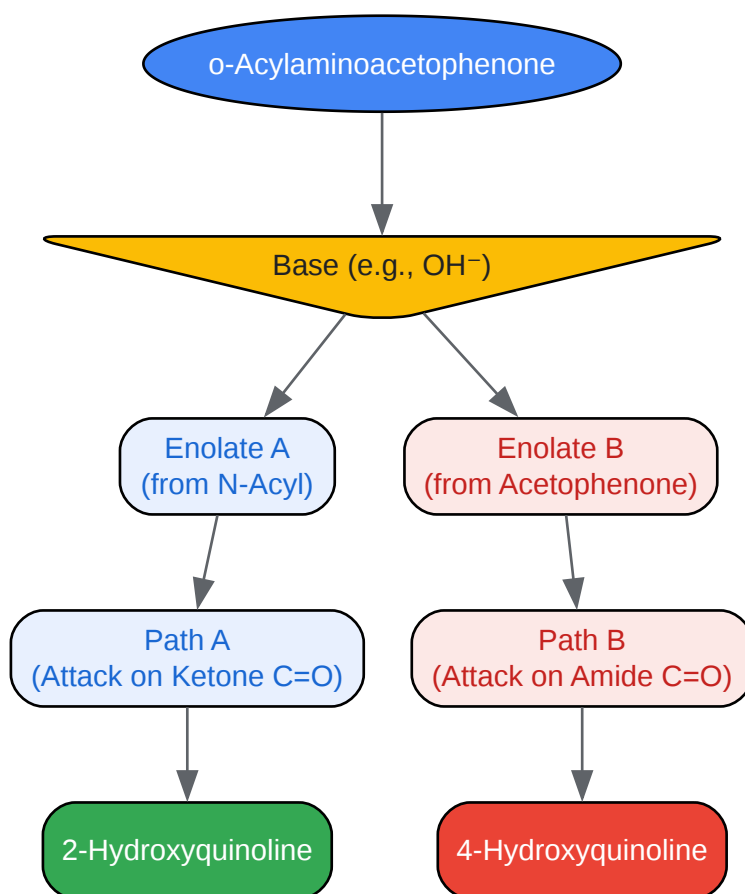 o-Acylaminoacetophenone
Base (e.g., OH⁻)
Enolate A
(from N-Acyl)
Enolate B
(from Acetophenone)
Path A
(Attack on Ketone C=O)
Path B
(Attack on Amide C=O)
2-Hydroxyquinoline
4-Hydroxyquinoline